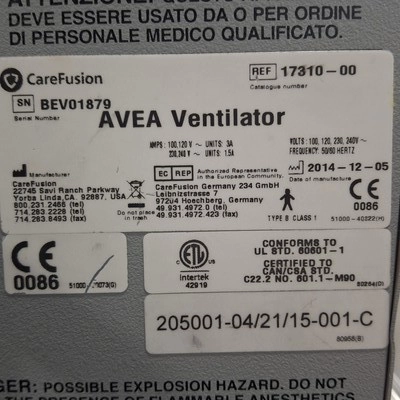 DEVE ESSERE USATO DA O PER ORDINE
DI PERSONALE MEDICO QUALIFICATO.
CareFusion
REF 17310-00
Catalogue number
SN BEV01879
Serial Number
AVEA Ventilator
AMPS: 100,120 V ~ UNITS: 3A
230,240 V ~ UNITS: 1.5A
VOLTS: 100, 120, 230, 240V~
FREQUENCY: 50/60 HERTZ
Manufacturer
CareFusion
22745 Savi Ranch Parkway
Yorba Linda, CA. 92887, USA
800.231.2466 (tel)
714.283.2228 (tel)
714.283.8493 (fax)
Do not place
in fresh trash
EC REP Authorized Representative
in the European Community
CareFusion Germany 234 GmbH
Leibnizstrasse 7
97204 Hoechberg, Germany
49.931.4972.0 (tel)
49.931.4972.423 (fax)
2014-12-05
Date of manufacture
TYPE B CLASS 1
CE
0086
51000-40222(H)
CE
0086
ETL
Intertek
42919
CONFORMS TO
UL STD. 60601-1
CERTIFIED TO
CAN/CSA STD.
C22.2 NO. 601.1-M90
205001-04/21/15-001-C
POSSIBLE EXPLOSION HAZARD. DO NOT